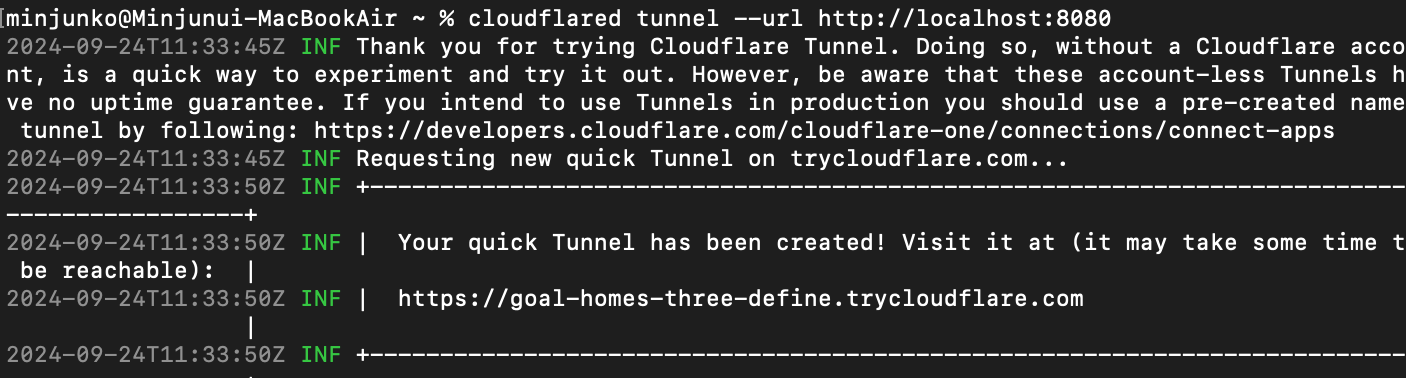 minjunko@Minjunui-MacBookAir ~ % cloudflared tunnel --url http://localhost:8080
2024-09-24T11:33:45Z INF Thank you for trying Cloudflare Tunnel. Doing so, without a Cloudflare acco
nt, is a quick way to experiment and try it out. However, be aware that these account-less Tunnels h
ve no uptime guarantee. If you intend to use Tunnels in production you should use a pre-created name
tunnel by following: https://developers.cloudflare.com/cloudflare-one/connections/connect-apps
2024-09-24T11:33:45Z INF Requesting new quick Tunnel on trycloudflare.com...
2024-09-24T11:33:50Z INF +--------------------------------------------------------------------------
-----------------+
2024-09-24T11:33:50Z INF |  Your quick Tunnel has been created! Visit it at (it may take some time t
be reachable):  |
2024-09-24T11:33:50Z INF |  https://goal-homes-three-define.trycloudflare.com
|
2024-09-24T11:33:50Z INF +--------------------------------------------------------------------------